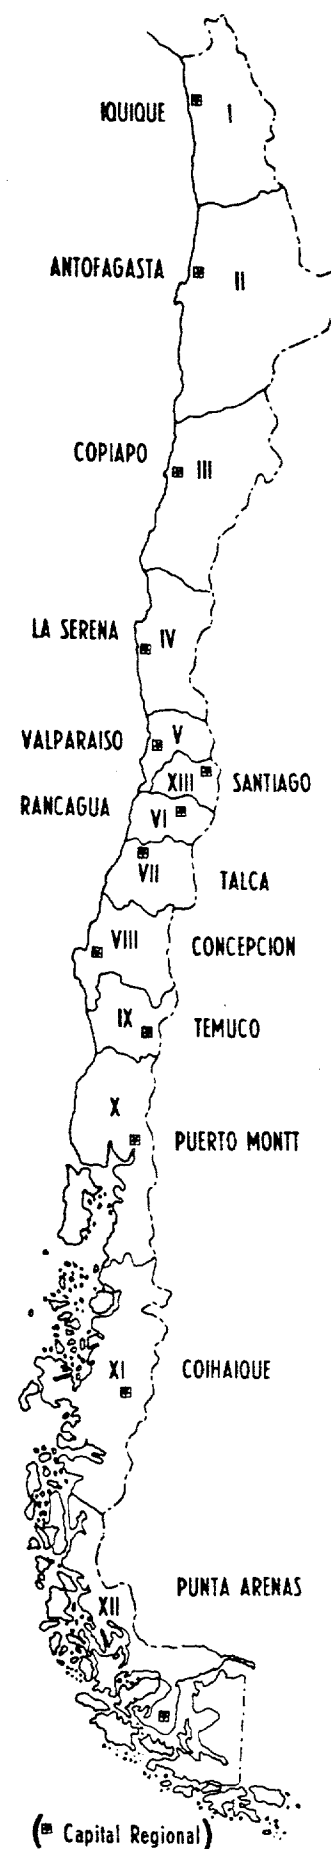 IQUIQUE I
ANTOFAGASTA II
COPIAPO III
LA SERENA IV
VALPARAISO V
XIII SANTIAGO
RANCAGUA VI
VII TALCA
VIII CONCEPCION
IX TEMUCO
X
PUERTO MONTT
XI COIHAIQUE
PUNTA ARENAS
XII
( Capital Regional )